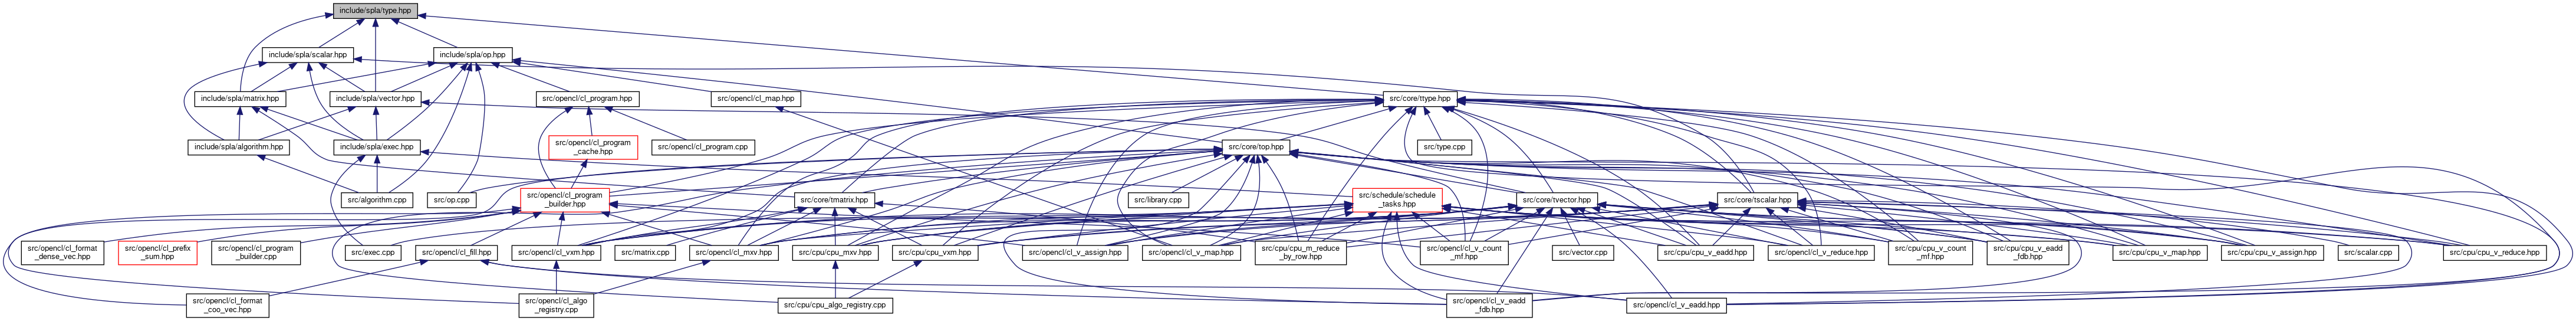 include/spla/type.hpp
include/spla/scalar.hpp
include/spla/op.hpp
include/spla/matrix.hpp
include/spla/vector.hpp
src/opencl/cl_program.hpp
src/opencl/cl_map.hpp
src/core/ttype.hpp
include/spla/algorithm.hpp
include/spla/exec.hpp
src/opencl/cl_program
_cache.hpp
src/opencl/cl_program.cpp
src/core/top.hpp
src/type.cpp
src/algorithm.cpp
src/op.cpp
src/opencl/cl_program
_builder.hpp
src/core/tmatrix.hpp
src/library.cpp
src/schedule/schedule
_tasks.hpp
src/core/tvector.hpp
src/core/tscalar.hpp
src/opencl/cl_format
_dense_vec.hpp
src/opencl/cl_prefix
_sum.hpp
src/opencl/cl_program
_builder.cpp
src/exec.cpp
src/opencl/cl_fill.hpp
src/opencl/cl_vxm.hpp
src/matrix.cpp
src/opencl/cl_mxv.hpp
src/cpu/cpu_mxv.hpp
src/cpu/cpu_vxm.hpp
src/opencl/cl_v_assign.hpp
src/opencl/cl_v_map.hpp
src/cpu/cpu_m_reduce
_by_row.hpp
src/opencl/cl_v_count
_mf.hpp
src/vector.cpp
src/cpu/cpu_v_eadd.hpp
src/opencl/cl_v_reduce.hpp
src/cpu/cpu_v_count
_mf.hpp
src/cpu/cpu_v_eadd
_fdb.hpp
src/cpu/cpu_v_map.hpp
src/cpu/cpu_v_assign.hpp
src/scalar.cpp
src/cpu/cpu_v_reduce.hpp
src/opencl/cl_format
_coo_vec.hpp
src/opencl/cl_algo
_registry.cpp
src/cpu/cpu_algo_registry.cpp
src/opencl/cl_v_eadd
_fdb.hpp
src/opencl/cl_v_eadd.hpp